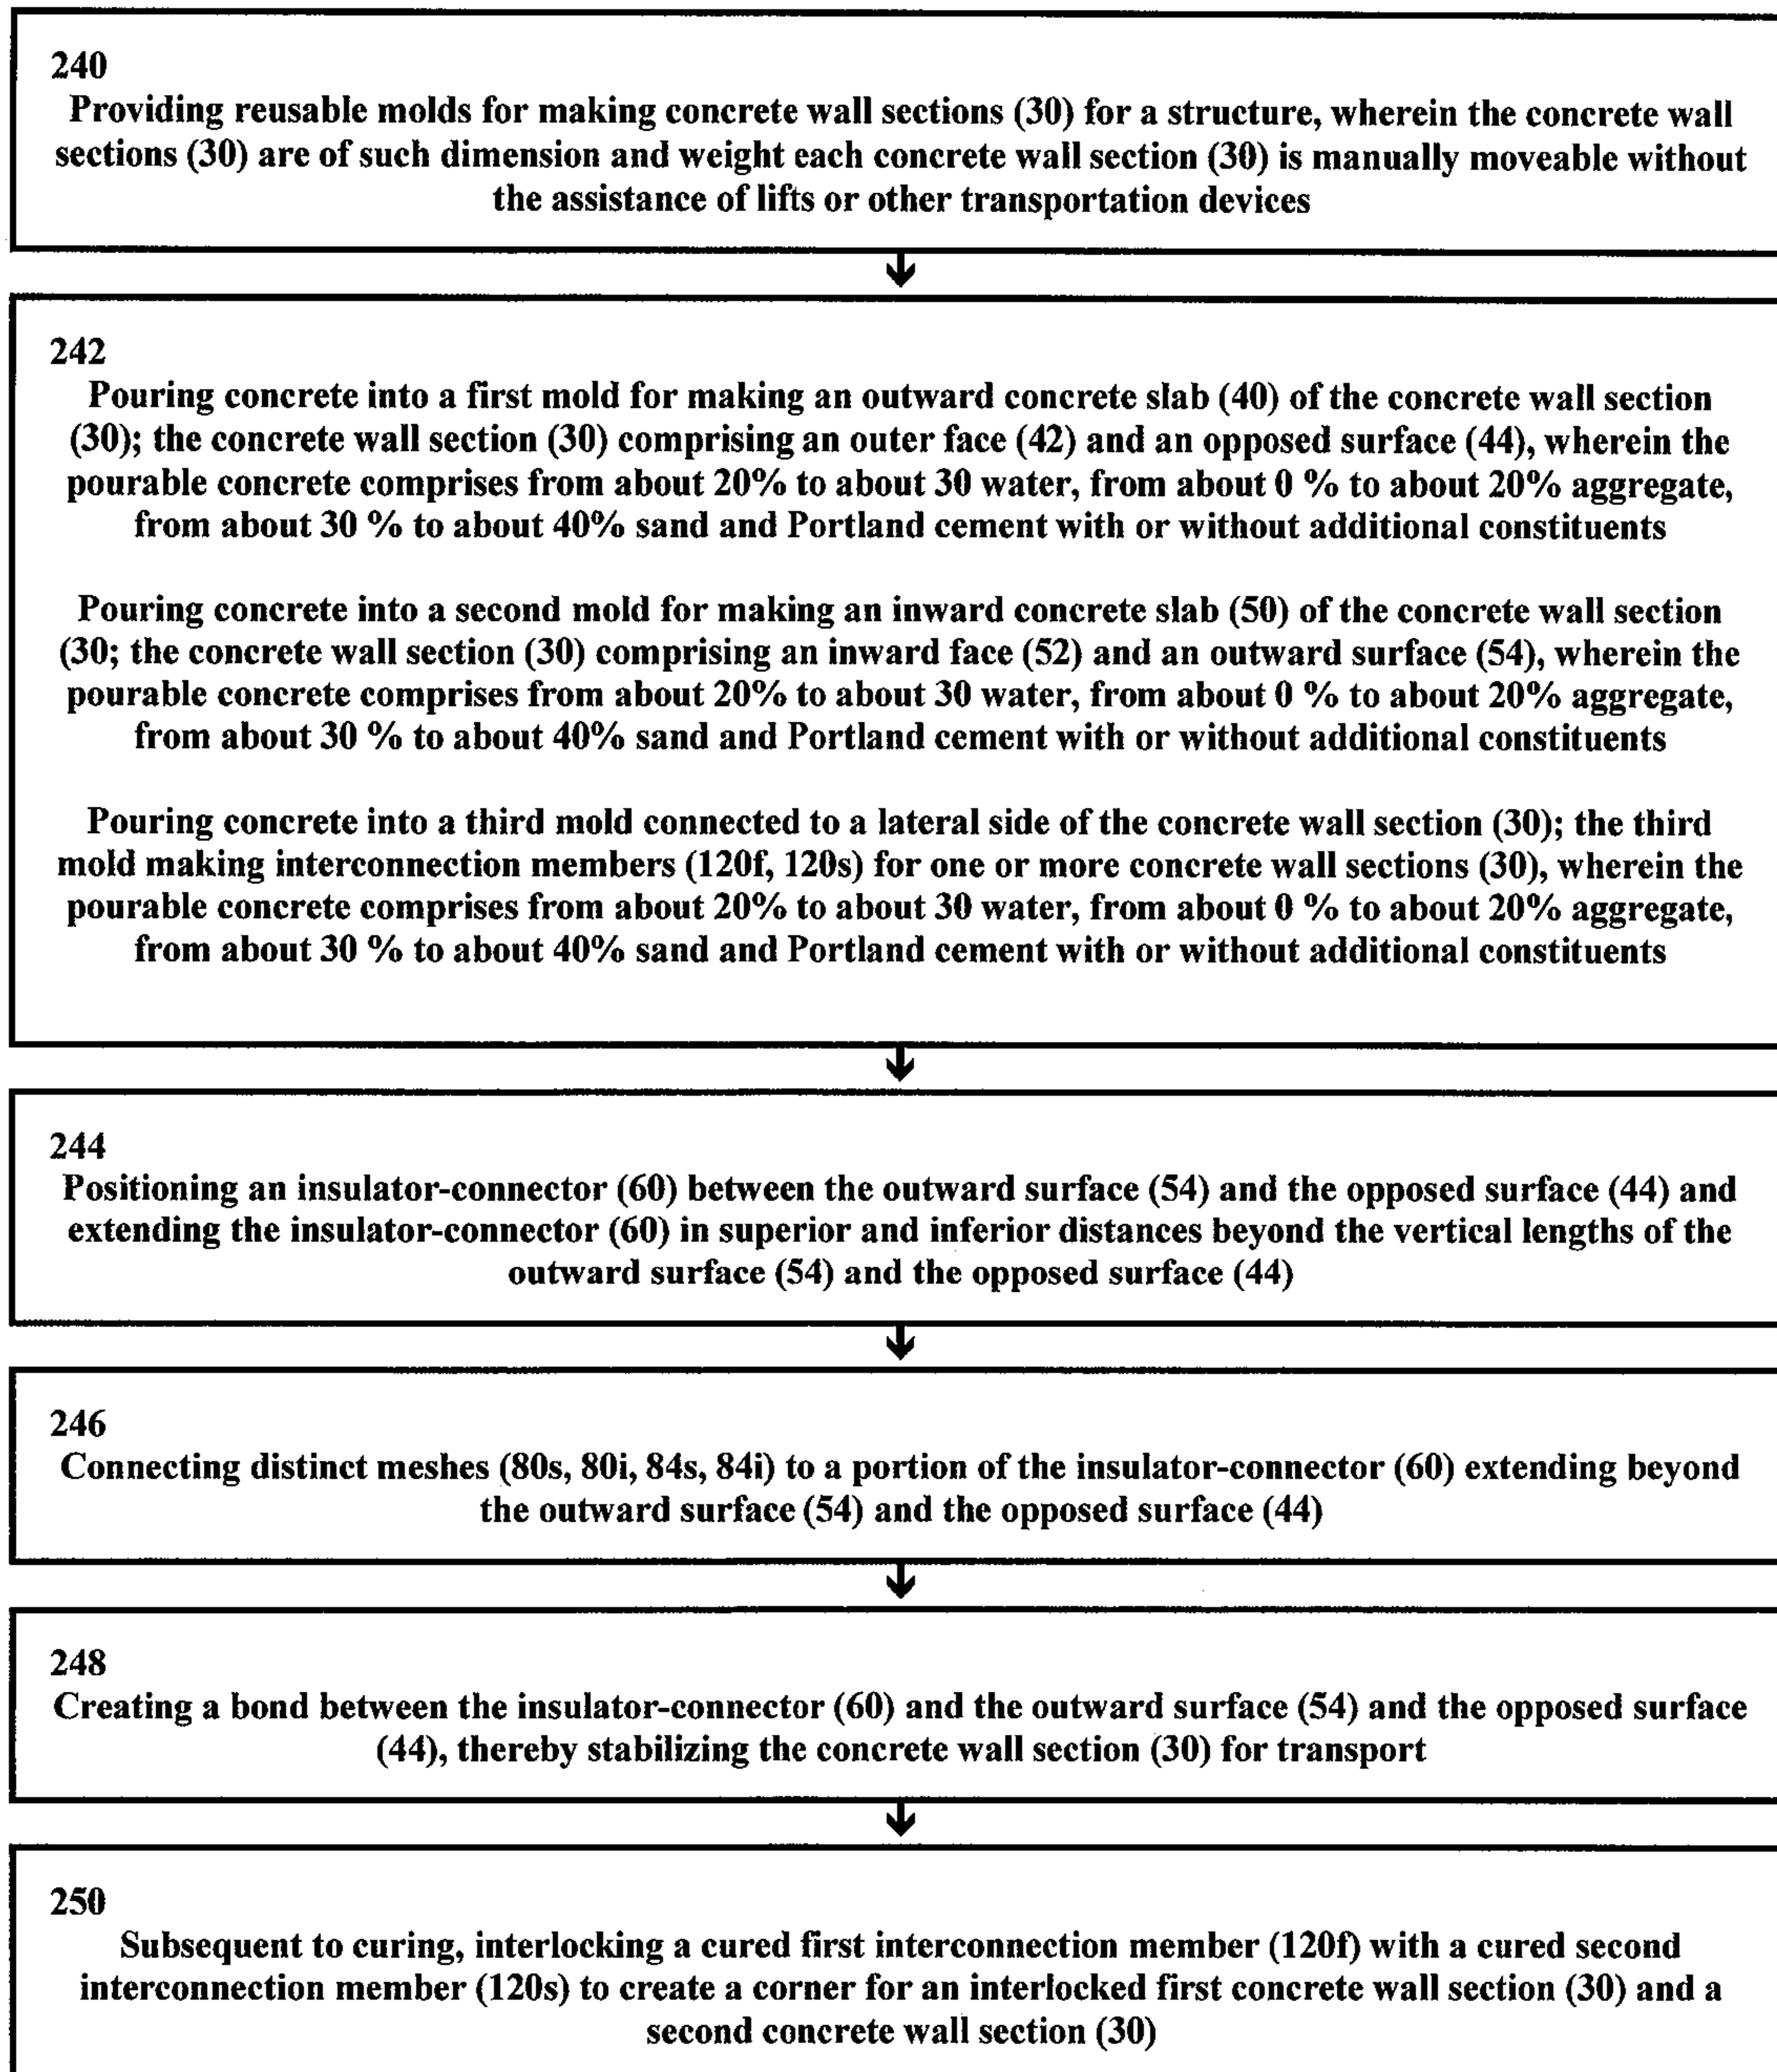 240
Providing reusable molds for making concrete wall sections (30) for a structure, wherein the concrete wall
sections (30) are of such dimension and weight each concrete wall section (30) is manually moveable without
the assistance of lifts or other transportation devices
242
Pouring concrete into a first mold for making an outward concrete slab (40) of the concrete wall section
(30); the concrete wall section (30) comprising an outer face (42) and an opposed surface (44), wherein the
pourable concrete comprises from about 20% to about 30 water, from about 0 % to about 20% aggregate,
from about 30 % to about 40% sand and Portland cement with or without additional constituents
Pouring concrete into a second mold for making an inward concrete slab (50) of the concrete wall section
(30; the concrete wall section (30) comprising an inward face (52) and an outward surface (54), wherein the
pourable concrete comprises from about 20% to about 30 water, from about 0 % to about 20% aggregate,
from about 30 % to about 40% sand and Portland cement with or without additional constituents
Pouring concrete into a third mold connected to a lateral side of the concrete wall section (30); the third
mold making interconnection members (120f, 120s) for one or more concrete wall sections (30), wherein the
pourable concrete comprises from about 20% to about 30 water, from about 0 % to about 20% aggregate,
from about 30 % to about 40% sand and Portland cement with or without additional constituents
244
Positioning an insulator-connector (60) between the outward surface (54) and the opposed surface (44) and
extending the insulator-connector (60) in superior and inferior distances beyond the vertical lengths of the
outward surface (54) and the opposed surface (44)
246
Connecting distinct meshes (80s, 80i, 84s, 84i) to a portion of the insulator-connector (60) extending beyond
the outward surface (54) and the opposed surface (44)
248
Creating a bond between the insulator-connector (60) and the outward surface (54) and the opposed surface
(44), thereby stabilizing the concrete wall section (30) for transport
250
Subsequent to curing, interlocking a cured first interconnection member (120f) with a cured second
interconnection member (120s) to create a corner for an interlocked first concrete wall section (30) and a
second concrete wall section (30)